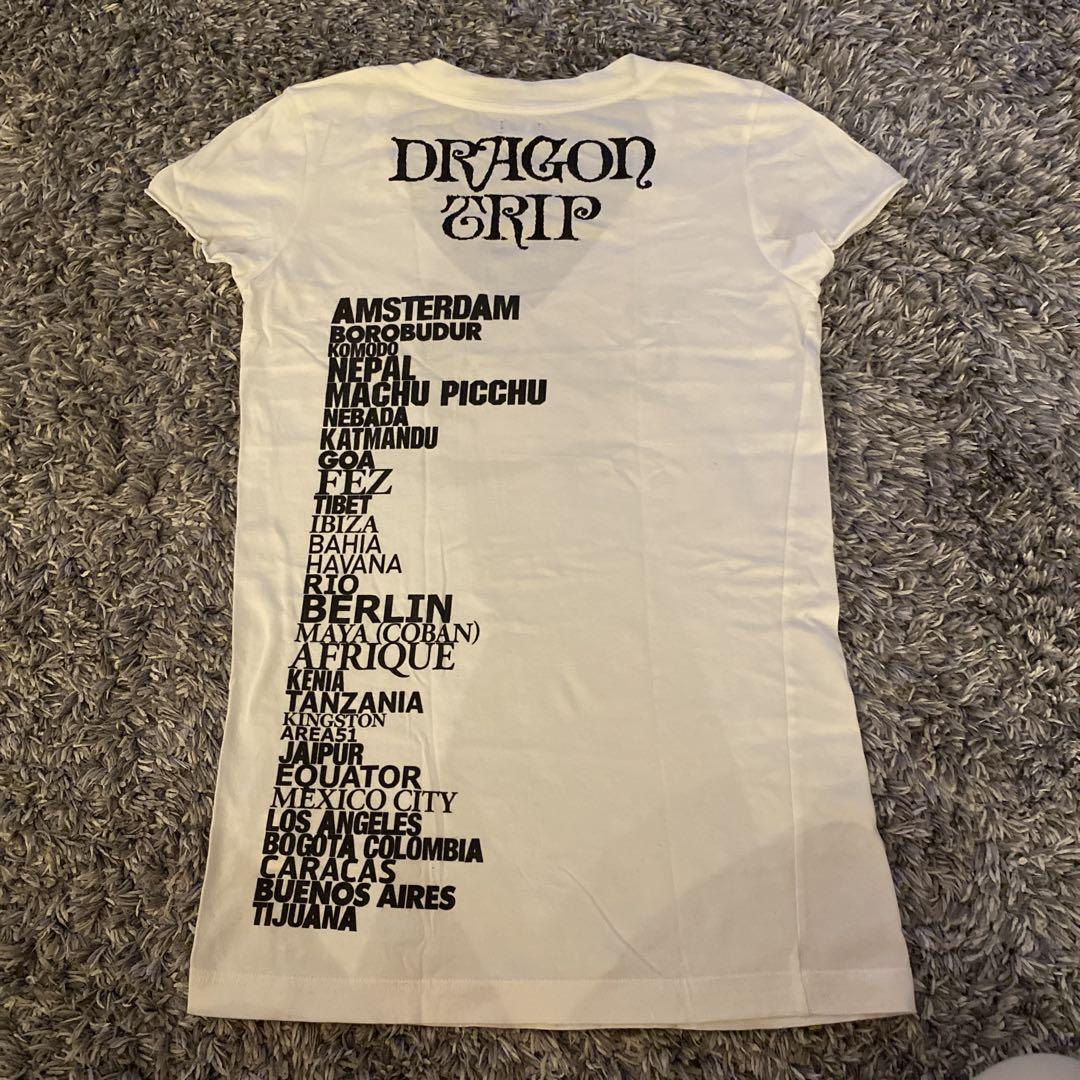 DRAGON
TRIP
AMSTERDAM
BOROBUDUR
KOMODO
NEPAL
MACHU PICCHU
NEBADA
KATMANDU
GOA
FEZ
TIBET
IBIZA
BAHIA
HAVANA
RIO
BERLIN
MAYA (COBAN)
AFRIQUE
KENIA
TANZANIA
KINGSTON
AREA51
JAIPUR
EQUATOR
MEXICO CITY
LOS ANGELES
BOGOTA COLOMBIA
CARACAS
BUENOS AIRES
TIJUANA